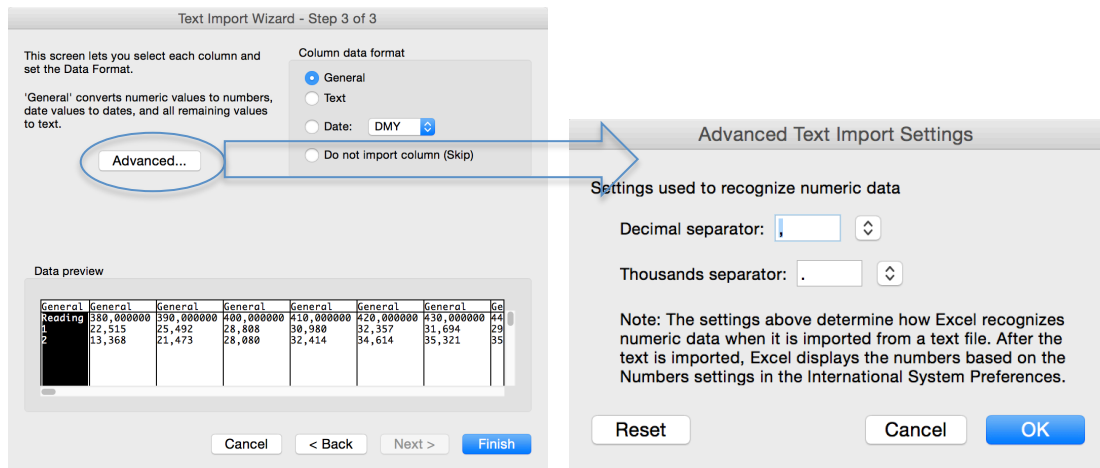 Text Import Wizard - Step 3 of 3
This screen lets you select each column and
set the Data Format.
'General' converts numeric values to numbers,
date values to dates, and all remaining values
to text.
Advanced...
Column data format
General
Text
Date: DMY
Do not import column (Skip)
Data preview
General General General General General General General Ge
Reading 380,000000 390,000000 400,000000 410,000000 420,000000 430,000000 44
1 22,515 25,492 28,808 30,980 32,357 31,694 29
2 13,368 21,473 28,080 32,414 34,614 35,321 35
Cancel < Back Next > Finish
Advanced Text Import Settings
Settings used to recognize numeric data
Decimal separator: ,
Thousands separator: .
Note: The settings above determine how Excel recognizes
numeric data when it is imported from a text file. After the
text is imported, Excel displays the numbers based on the
Numbers settings in the International System Preferences.
Reset Cancel OK